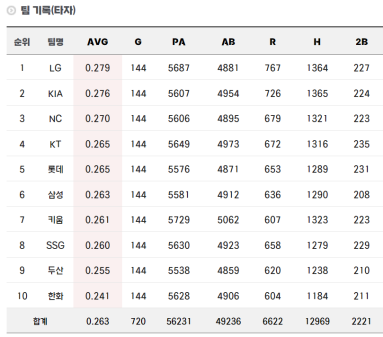 팀 기록(타자)
순위 팀명 AVG G PA AB R H 2B
1 LG 0.279 144 5687 4881 767 1364 227
2 KIA 0.276 144 5607 4954 726 1365 224
3 NC 0.270 144 5606 4895 679 1321 223
4 KT 0.265 144 5649 4973 672 1316 235
5 롯데 0.265 144 5576 4871 653 1289 231
6 삼성 0.263 144 5581 4912 636 1290 208
7 키움 0.261 144 5729 5062 607 1323 223
8 SSG 0.260 144 5630 4923 658 1279 229
9 두산 0.255 144 5538 4859 620 1238 210
10 한화 0.241 144 5628 4906 604 1184 211
합계 0.263 720 56231 49236 6622 12969 2221